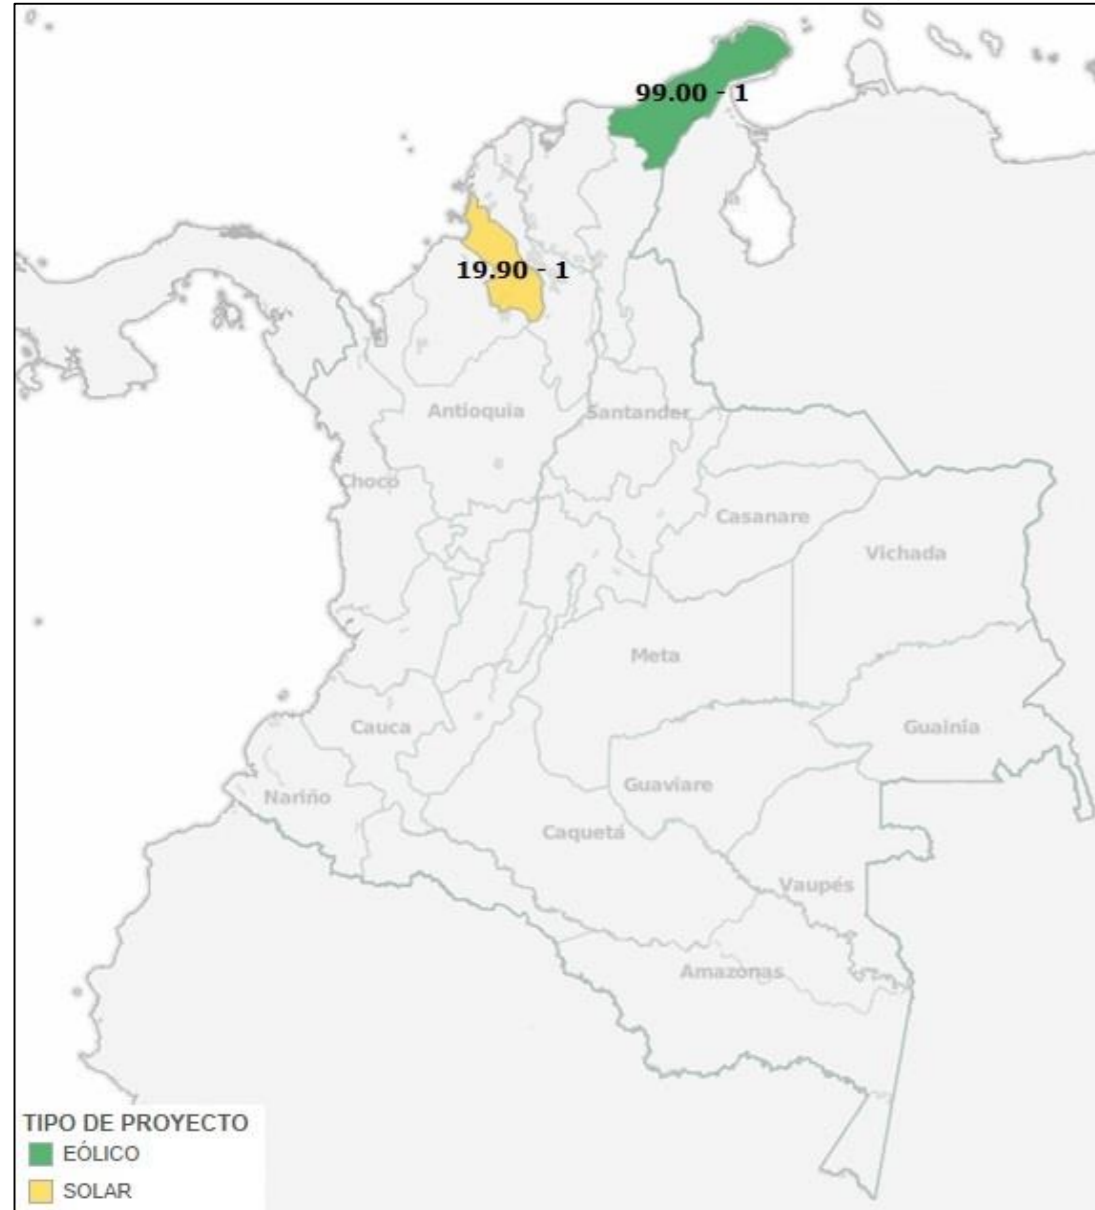 99.00 - 1
19.90 - 1
Antioquia
Santander
Chocó
Casanare
Vichada
Meta
Cauca
Guainia
Guaviare
Nariño
Caquetá
Vaupés
Amazonas
TIPO DE PROYECTO
EÓLICO
SOLAR